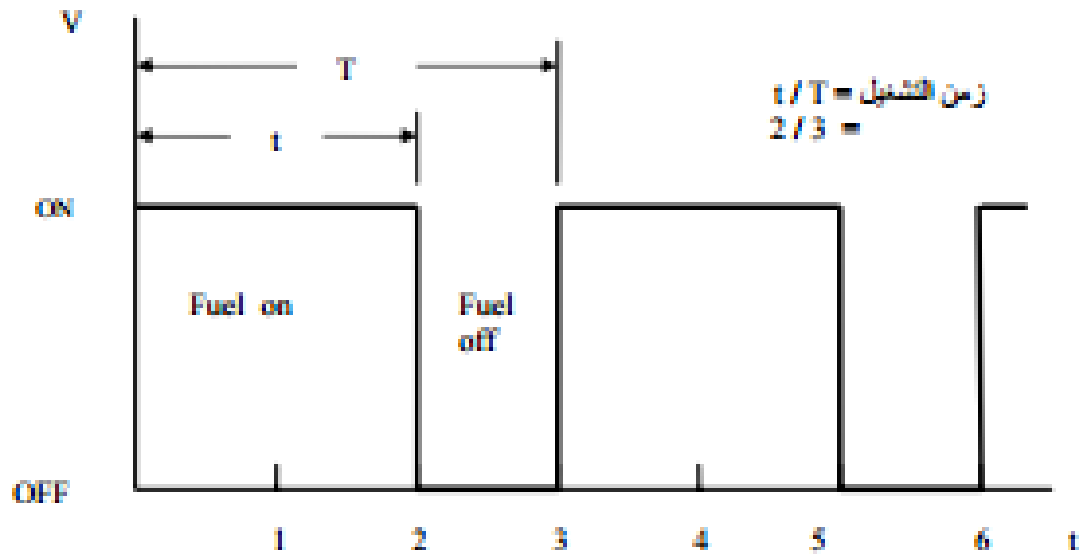 V
T
t / T = زمن التشغيل
2 / 3 =
t
ON
Fuel on
Fuel
off
OFF
1 2 3 4 5 6 t